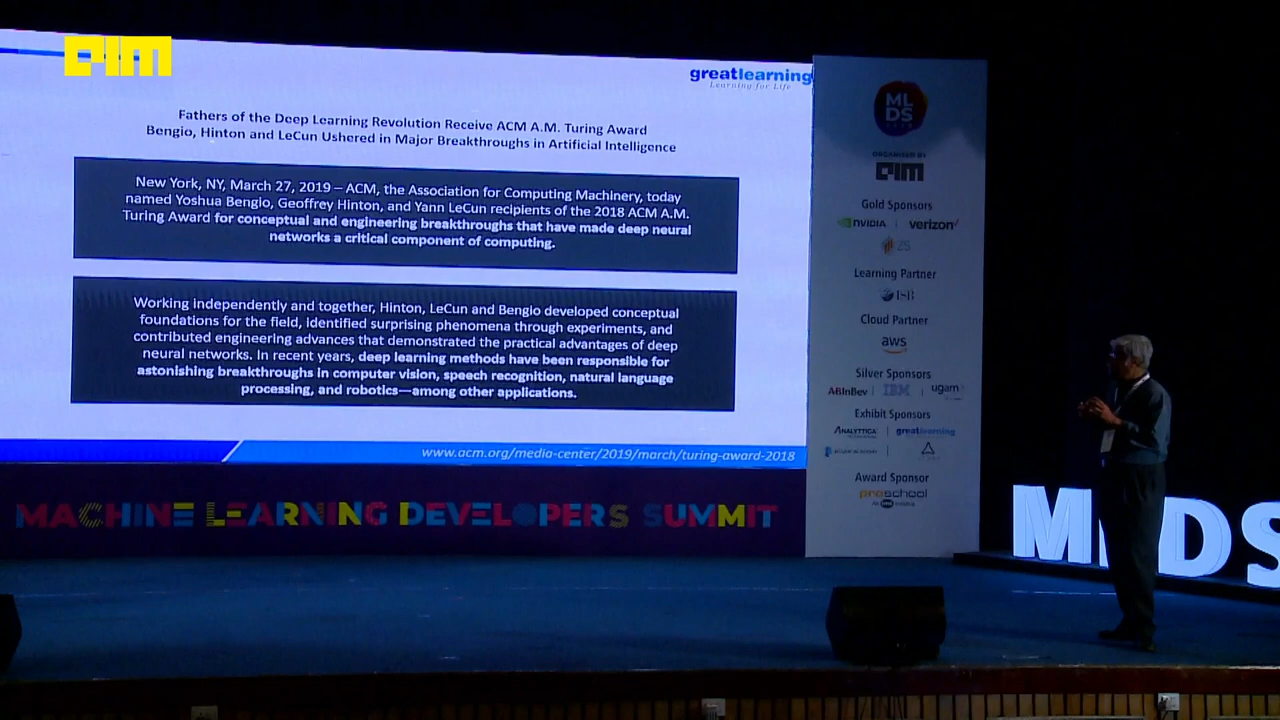 AIM
greatlearning
Learning for Life
Fathers of the Deep Learning Revolution Receive ACM A.M. Turing Award
Bengio, Hinton and LeCun Ushered in Major Breakthroughs in Artificial Intelligence
New York, NY, March 27, 2019 – ACM, the Association for Computing Machinery, today
named Yoshua Bengio, Geoffrey Hinton, and Yann LeCun recipients of the 2018 ACM A.M.
Turing Award for conceptual and engineering breakthroughs that have made deep neural
networks a critical component of computing.
Working independently and together, Hinton, LeCun and Bengio developed conceptual
foundations for the field, identified surprising phenomena through experiments, and
contributed engineering advances that demonstrated the practical advantages of deep
neural networks. In recent years, deep learning methods have been responsible for
astonishing breakthroughs in computer vision, speech recognition, natural language
processing, and robotics—among other applications.
www.acm.org/media-center/2019/march/turing-award-2018
MACHINE LEARNING DEVELOPERS SUMMIT
ML
DS
ORGANISED BY
AIM
Gold Sponsors
NVIDIA verizon
ZS
Learning Partner
ISB
Cloud Partner
aws
Silver Sponsors
ABInBev IBM ugam
Exhibit Sponsors
ANALYTTICA greatlearning
Award Sponsor
proschool
MLDS